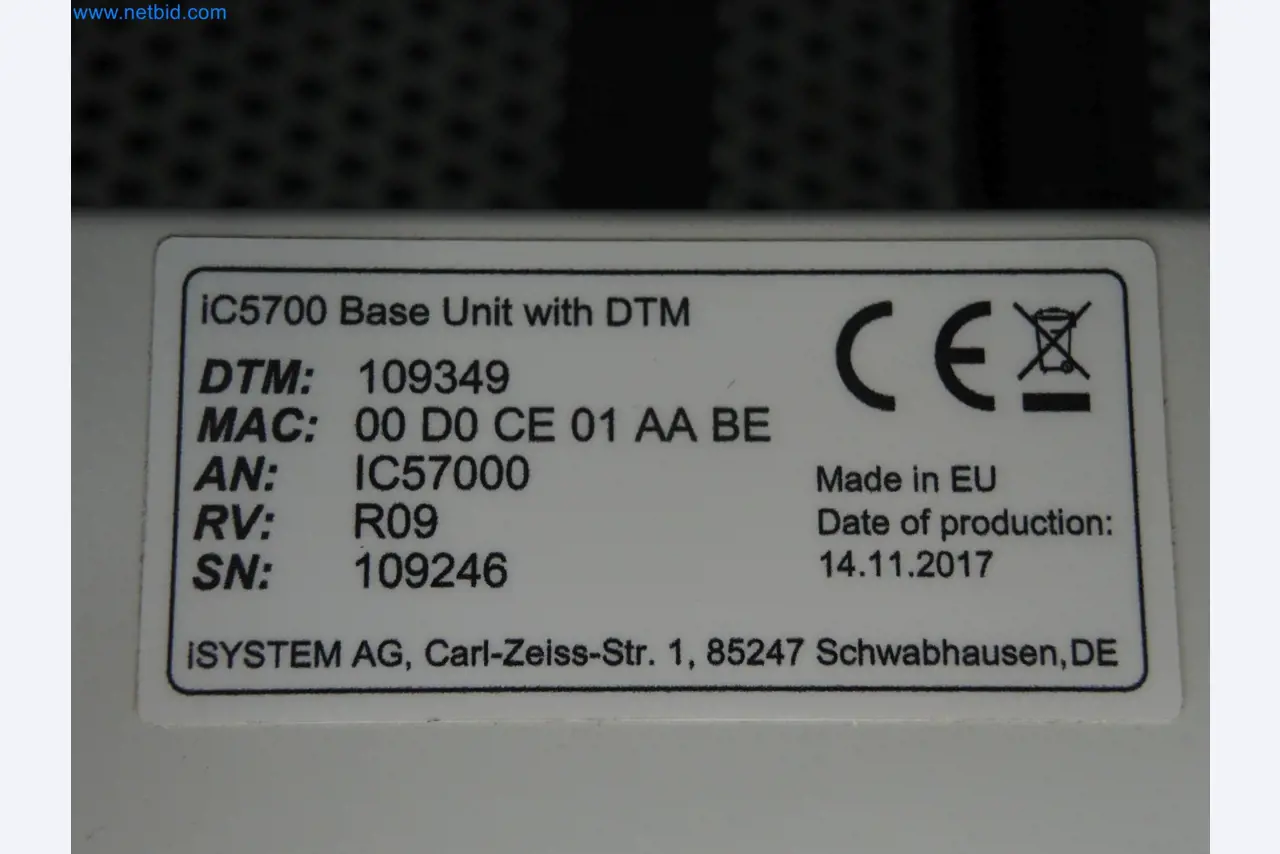 www.netbid.com
iC5700 Base Unit with DTM
DTM: 109349
MAC: 00 D0 CE 01 AA BE
AN: IC57000
RV: R09
SN: 109246
CE
Made in EU
Date of production:
14.11.2017
iSYSTEM AG, Carl-Zeiss-Str. 1, 85247 Schwabhausen,DE